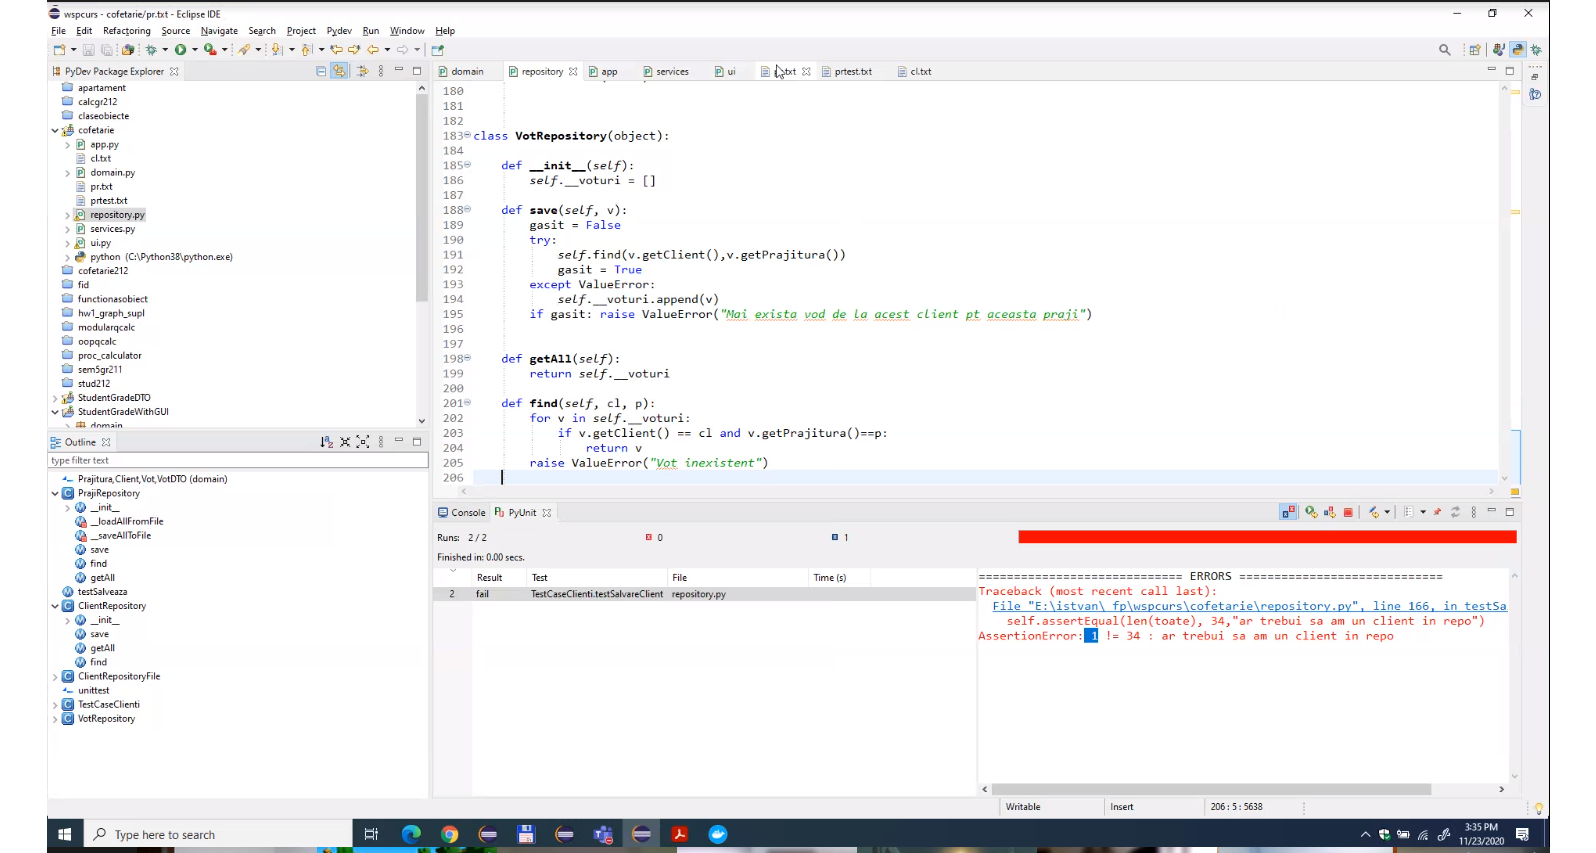 wspcurs - cofetarie/pr.txt - Eclipse IDE
File Edit Refactoring Source Navigate Search Project Pydev Run Window Help
PyDev Package Explorer
domain repository app services ui txt prtest.txt cl.txt
apartament
calcgr212
claseobiecte
cofetarie
app.py
cl.txt
domain.py
pr.txt
prtest.txt
repository.py
services.py
ui.py
python (C:\Python38\python.exe)
cofetarie212
fid
functionasobiect
hw1_graph_supl
modularqcalc
oopqcalc
proc_calculator
sem5gr211
stud212
StudentGradeDTO
StudentGradeWithGUI
domain
180
181
182
183 class VotRepository(object):
184
185 def __init__(self):
186 self.__voturi = []
187
188 def save(self, v):
189 gasit = False
190 try:
191 self.find(v.getClient(),v.getPrajitura())
192 gasit = True
193 except ValueError:
194 self.__voturi.append(v)
195 if gasit: raise ValueError("Mai exista vod de la acest client pt aceasta praji")
196
197
198 def getAll(self):
199 return self.__voturi
200
201 def find(self, cl, p):
202 for v in self.__voturi:
203 if v.getClient() == cl and v.getPrajitura()==p:
204 return v
205 raise ValueError("Vot inexistent")
206
Outline
type filter text
Prajitura,Client,Vot,VotDTO (domain)
PrajiRepository
__init__
__loadAllFromFile
__saveAllToFile
save
find
getAll
testSalveaza
ClientRepository
__init__
save
getAll
find
ClientRepositoryFile
unittest
TestCaseClienti
VotRepository
Console PyUnit
Runs: 2 / 2 0 1
Finished in: 0.00 secs.
Result Test File Time (s)
2 fail TestCaseClienti.testSalvareClient repository.py
============================= ERRORS =============================
Traceback (most recent call last):
File "E:\istvan\_fp\wspcurs\cofetarie\repository.py", line 166, in testSa
self.assertEqual(len(toate), 34,"ar trebui sa am un client in repo")
AssertionError: 1 != 34 : ar trebui sa am un client in repo
Writable Insert 206 : 5 : 5638
Type here to search
3:35 PM
11/23/2020